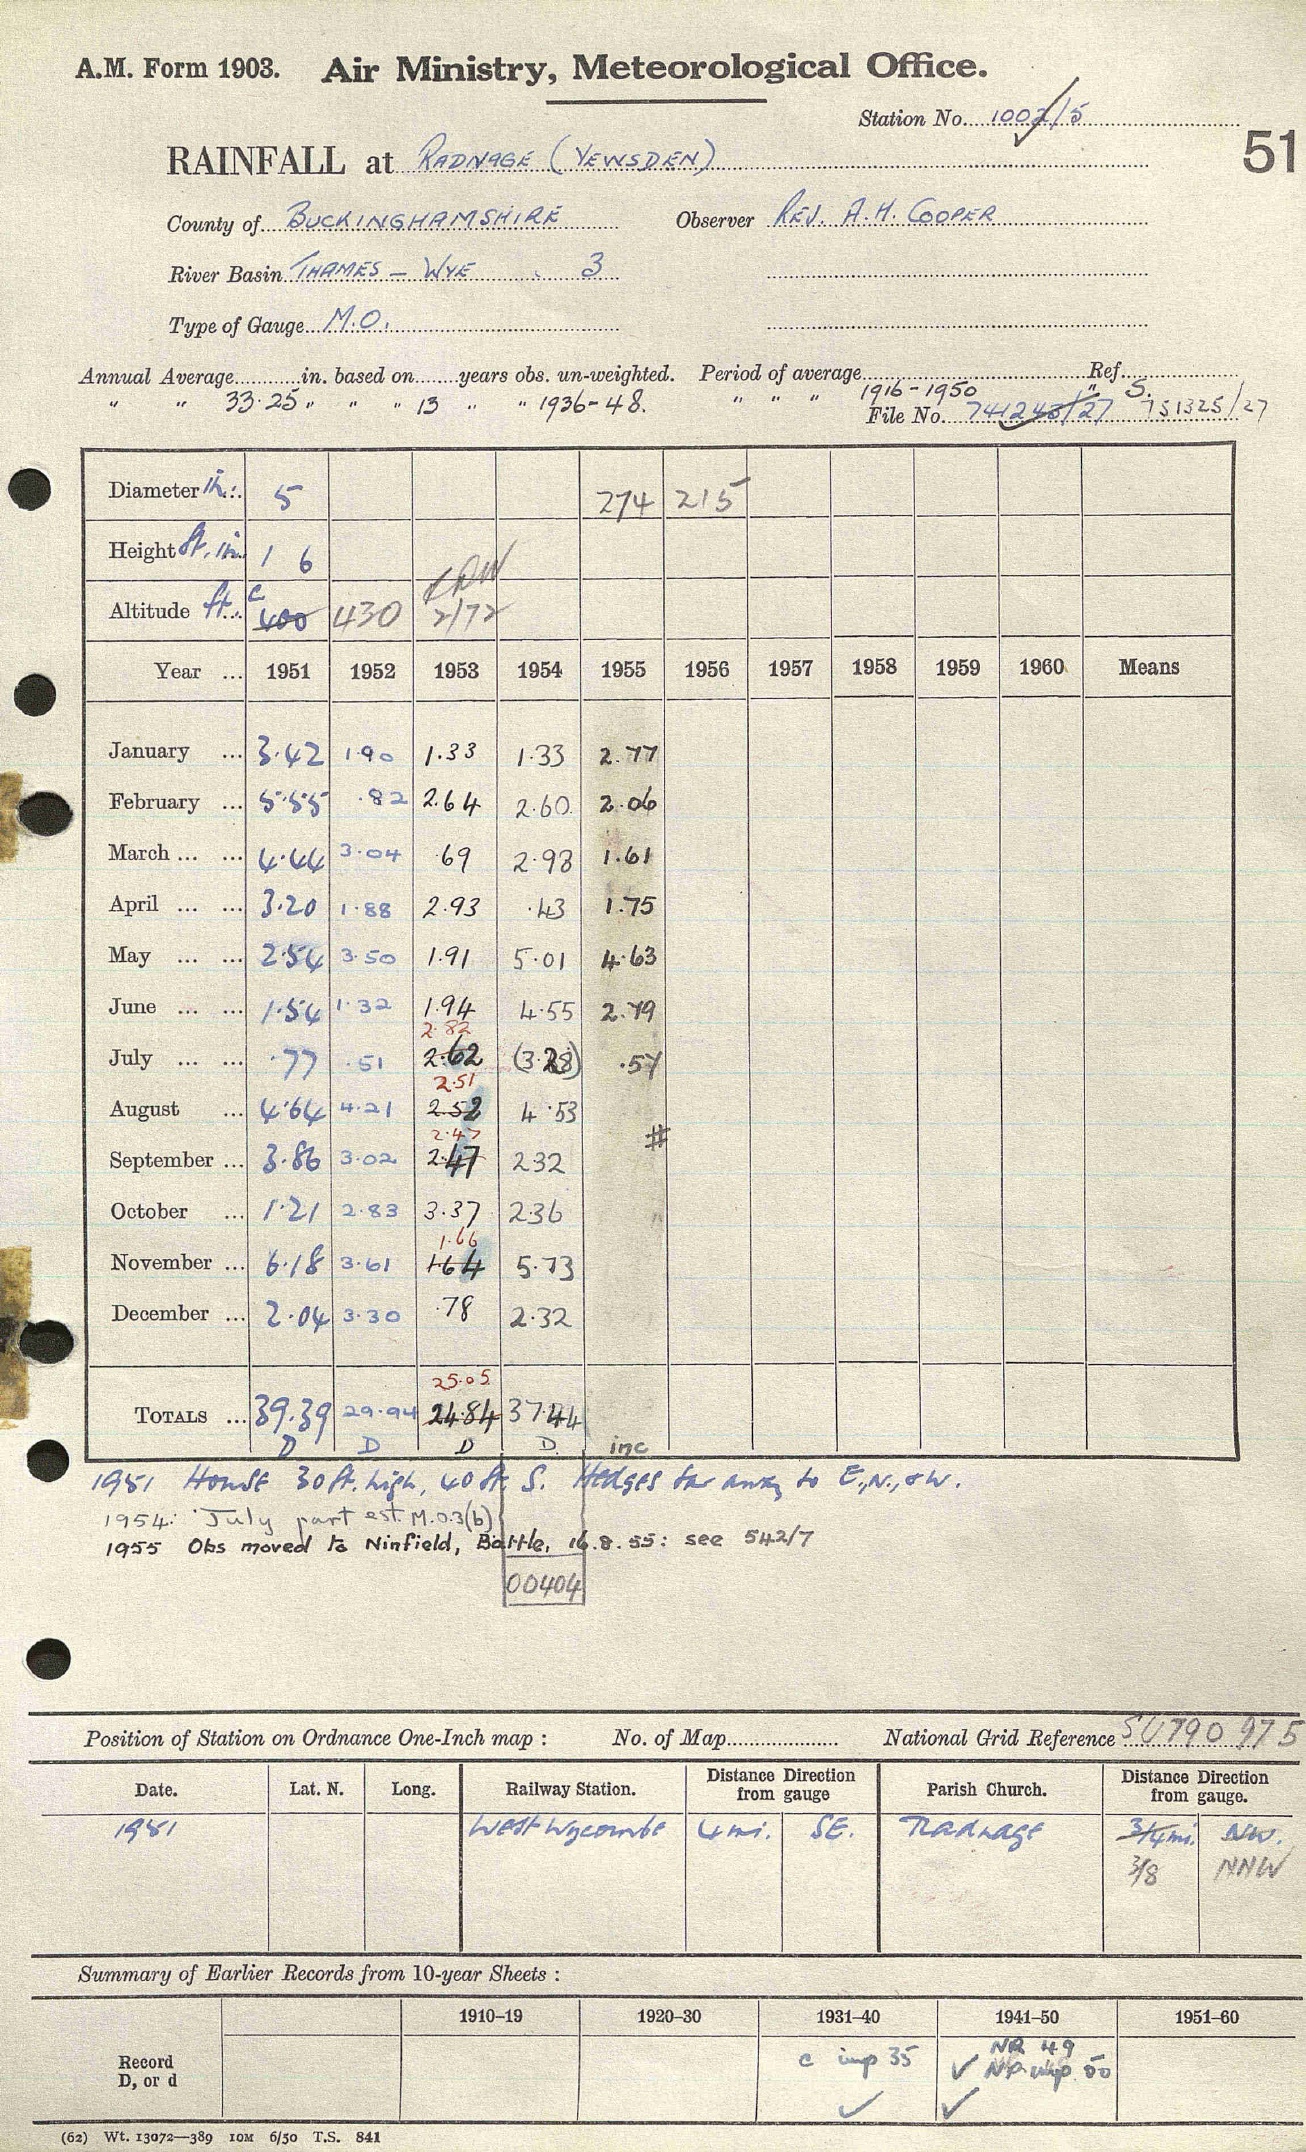 A.M. Form 1903. Air Ministry, Meteorological Office.
Station No. 1002/5
51
RAINFALL at RADNAGE (YEWSDEN)
County of BUCKINGHAMSHIRE Observer REV. A.H. COOPER
River Basin THAMES – WYE 3
Type of Gauge M.O.
Annual Average in. based on years obs. un-weighted. Period of average Ref.
" " 33.25 " " " 13 " " 1936-48. " " " 1916-1950 " S.
File No. 741243/27 751325/27
Diameter in. 5 274 215
Height ft. in. 1 6
Altitude ft. c 400 430 2/72
Year ... 1951 1952 1953 1954 1955 1956 1957 1958 1959 1960 Means
January ... 3.42 1.90 1.33 1.33 2.77
February ... 5.55 .82 2.64 2.60 2.06
March ... ... 4.44 3.04 .69 2.98 1.61
April ... ... 3.20 1.88 2.93 .43 1.75
May ... ... 2.54 3.50 1.91 5.01 4.63
June ... ... 1.54 1.32 1.94 4.55 2.79
2.82
July ... ... .77 .51 2.62 (3.28) .57
2.51
August ... 4.64 4.21 2.52 4.53
2.47 #
September ... 3.86 3.02 2.47 2.32
October ... 1.21 2.83 3.37 2.36
1.66
November ... 6.18 3.61 1.64 5.73
December ... 2.04 3.30 .78 2.32
25.05
TOTALS ... 39.39 29.94 24.84 37.44
D D D D inc
1951 House 30ft. high, 40ft. S. Hedges far away to E., N., & W.
1954: July part est. M.O.3(b)
1955 Obs moved to Ninfield, Battle, 16.8.55: see 542/7
00404
Position of Station on Ordnance One-Inch map : No. of Map National Grid Reference SU 790 975
Date. Lat. N. Long. Railway Station. Distance Direction from gauge Parish Church. Distance Direction from gauge.
1951 West Wycombe 4 mi. SE. Radnage 3/4 mi. NW.
3/8 NNW
Summary of Earlier Records from 10-year Sheets :
1910–19 1920–30 1931–40 1941–50 1951–60
Record D, or d c imp 35 NR 49
✓ NR imp. 50
✓ ✓
(62) Wt. 13072—389 10M 6/50 T.S. 841